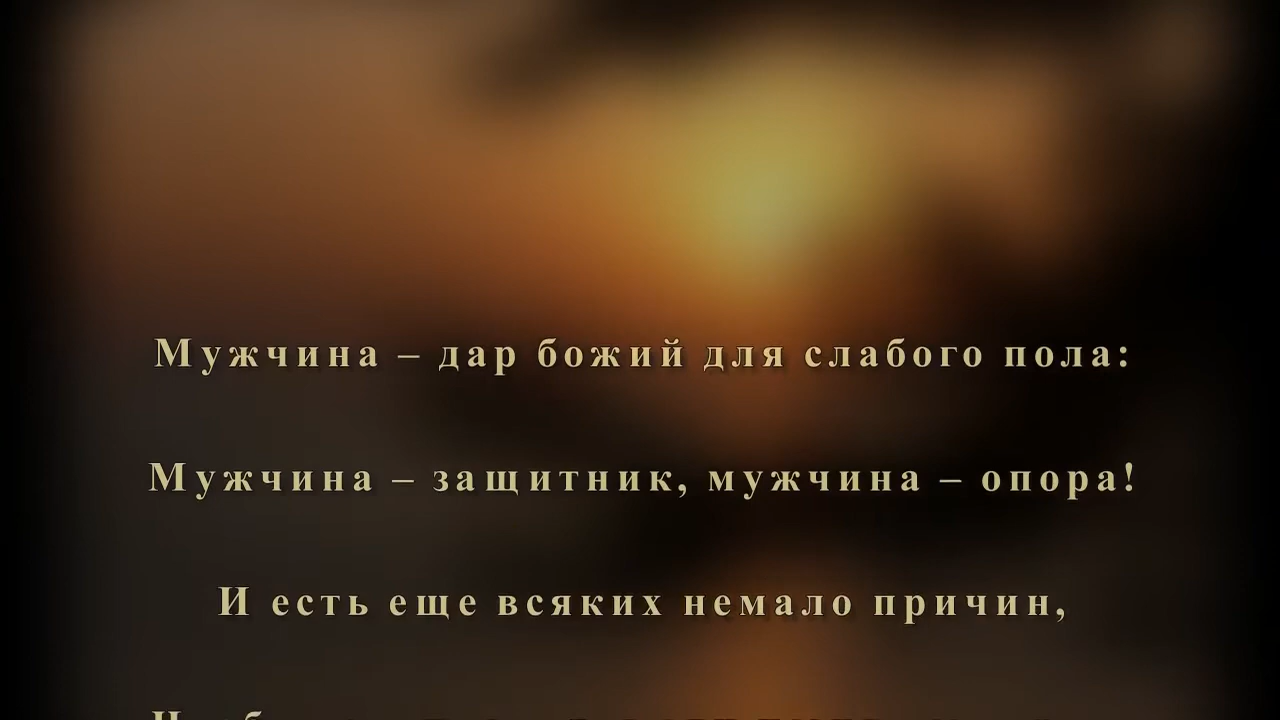 Мужчина – дар божий для слабого пола:
Мужчина – защитник, мужчина – опора!
И есть еще всяких немало причин,